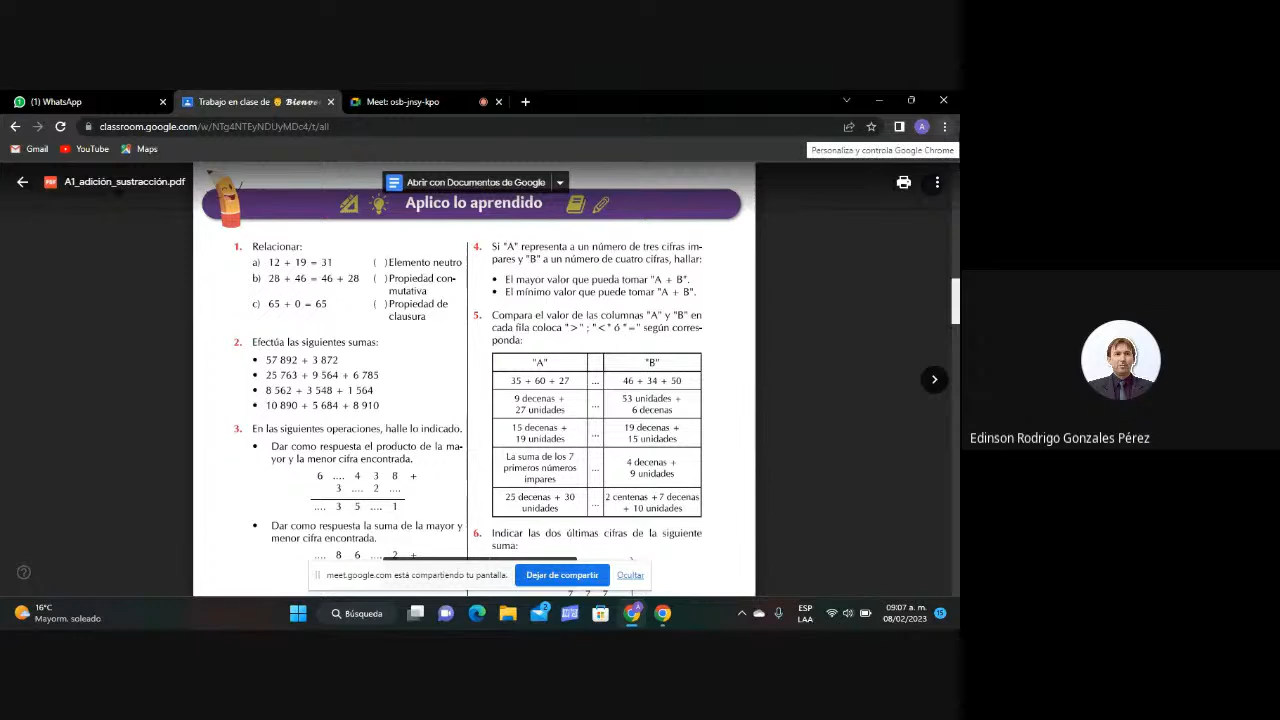 (1) WhatsApp
Trabajo en clase de 👨 Bienve
Meet: osb-jnsy-kpo
classroom.google.com/w/NTg4NTEyNDUyMDc4/t/all
A
Gmail
YouTube
Maps
Personaliza y controla Google Chrome
PDF
A1_adición_sustracción.pdf
Abrir con Documentos de Google
Aplico lo aprendido
1. Relacionar:
a) 12 + 19 = 31 ( ) Elemento neutro
b) 28 + 46 = 46 + 28 ( ) Propiedad con-
mutativa
c) 65 + 0 = 65 ( ) Propiedad de
clausura
2. Efectúa las siguientes sumas:
• 57 892 + 3 872
• 25 763 + 9 564 + 6 785
• 8 562 + 3 548 + 1 564
• 10 890 + 5 684 + 8 910
3. En las siguientes operaciones, halle lo indicado.
• Dar como respuesta el producto de la ma-
yor y la menor cifra encontrada.
6 .... 4 3 8 +
3 .... 2 ....
.... 3 5 .... 1
• Dar como respuesta la suma de la mayor y
menor cifra encontrada.
.... 8 6 .... 2 +
4. Si "A" representa a un número de tres cifras im-
pares y "B" a un número de cuatro cifras, hallar:
• El mayor valor que pueda tomar "A + B".
• El mínimo valor que puede tomar "A + B".
5. Compara el valor de las columnas "A" y "B" en
cada fila coloca ">" ; "<" ó "=" según corres-
ponda:
"A" "B"
35 + 60 + 27 ... 46 + 34 + 50
9 decenas + 53 unidades +
27 unidades ... 6 decenas
15 decenas + 19 decenas +
19 unidades ... 15 unidades
La suma de los 7
primeros números ... 4 decenas +
impares 9 unidades
25 decenas + 30 2 centenas + 7 decenas
unidades ... + 10 unidades
6. Indicar las dos últimas cifras de la siguiente
suma:
7 7 7
meet.google.com está compartiendo tu pantalla.
Dejar de compartir
Ocultar
Edinson Rodrigo Gonzales Pérez
16°C
Mayorm. soleado
Búsqueda
2
A
ESP
LAA
09:07 a. m.
08/02/2023
15